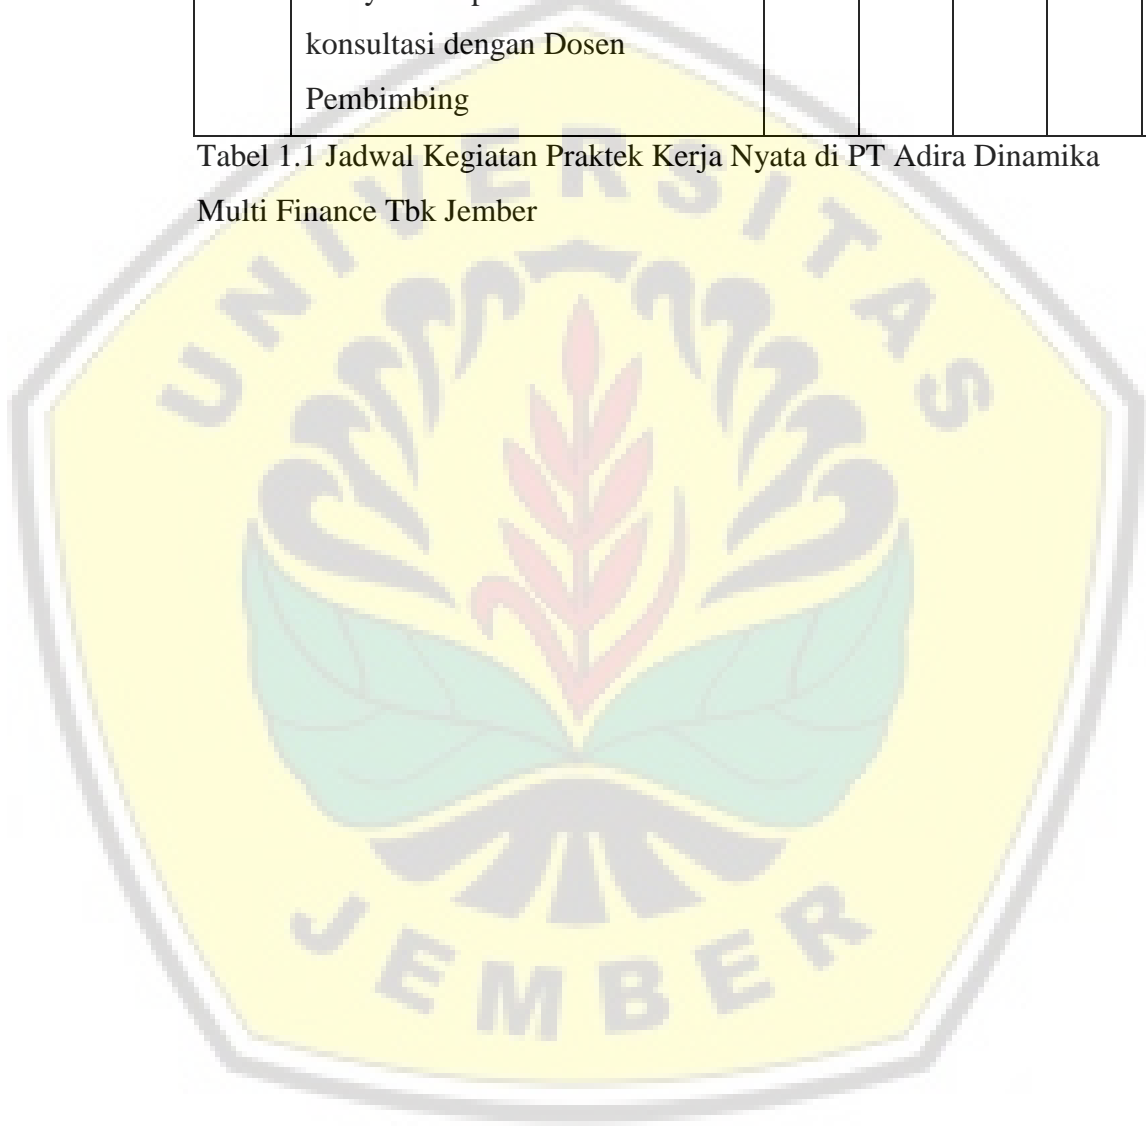 konsultasi dengan Dosen
Pembimbing
Tabel 1.1 Jadwal Kegiatan Praktek Kerja Nyata di PT Adira Dinamika
Multi Finance Tbk Jember
UNIVERSITAS
JEMBER